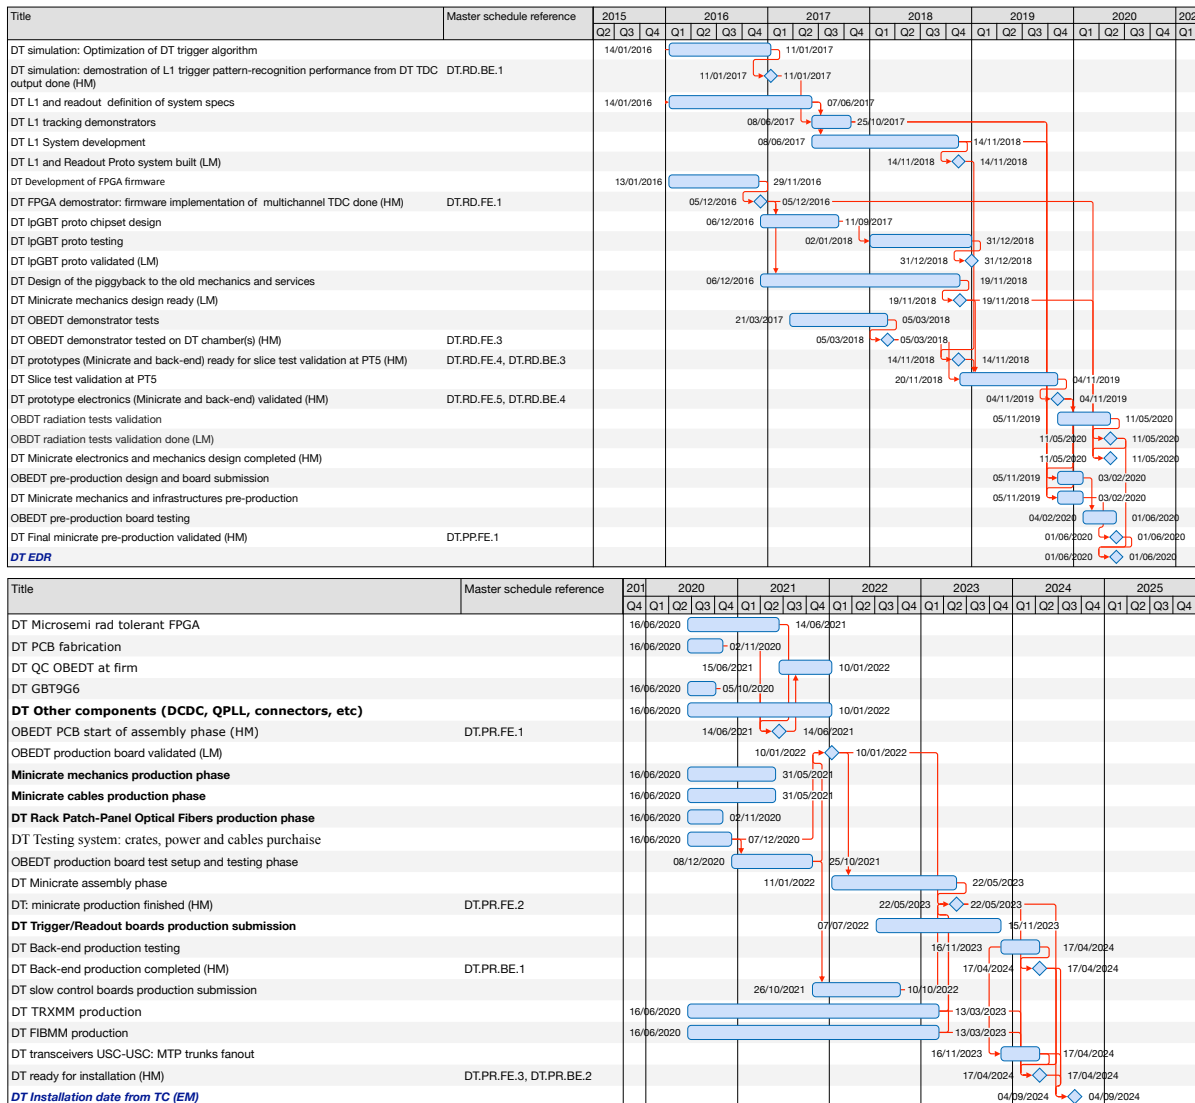 Title Master schedule reference 2015 2016 2017 2018 2019 2020 202
Q2 Q3 Q4 Q1 Q2 Q3 Q4 Q1 Q2 Q3 Q4 Q1 Q2 Q3 Q4 Q1 Q2 Q3 Q4 Q1 Q2 Q3 Q4 Q1
DT simulation: Optimization of DT trigger algorithm 14/01/2016 11/01/2017
DT simulation: demostration of L1 trigger pattern-recognition performance from DT TDC DT.RD.BE.1 11/01/2017 11/01/2017
output done (HM)
DT L1 and readout definition of system specs 14/01/2016 07/06/2017
DT L1 tracking demonstrators 08/06/2017 25/10/2017
DT L1 System development 08/06/2017 14/11/2018
DT L1 and Readout Proto system built (LM) 14/11/2018 14/11/2018
DT Development of FPGA firmware 13/01/2016 29/11/2016
DT FPGA demostrator: firmware implementation of multichannel TDC done (HM) DT.RD.FE.1 05/12/2016 05/12/2016
DT lpGBT proto chipset design 06/12/2016 11/09/2017
DT lpGBT proto testing 02/01/2018 31/12/2018
DT lpGBT proto validated (LM) 31/12/2018 31/12/2018
DT Design of the piggyback to the old mechanics and services 06/12/2016 19/11/2018
DT Minicrate mechanics design ready (LM) 19/11/2018 19/11/2018
DT OBEDT demonstrator tests 21/03/2017 05/03/2018
DT OBEDT demonstrator tested on DT chamber(s) (HM) DT.RD.FE.3 05/03/2018 05/03/2018
DT prototypes (Minicrate and back-end) ready for slice test validation at PT5 (HM) DT.RD.FE.4, DT.RD.BE.3 14/11/2018 14/11/2018
DT Slice test validation at PT5 20/11/2018 04/11/2019
DT prototype electronics (Minicrate and back-end) validated (HM) DT.RD.FE.5, DT.RD.BE.4 04/11/2019 04/11/2019
OBDT radiation tests validation 05/11/2019 11/05/2020
OBDT radiation tests validation done (LM) 11/05/2020 11/05/2020
DT Minicrate electronics and mechanics design completed (HM) 11/05/2020 11/05/2020
OBEDT pre-production design and board submission 05/11/2019 03/02/2020
DT Minicrate mechanics and infrastructures pre-production 05/11/2019 03/02/2020
OBEDT pre-production board testing 04/02/2020 01/06/2020
DT Final minicrate pre-production validated (HM) DT.PP.FE.1 01/06/2020 01/06/2020
DT EDR 01/06/2020 01/06/2020
Title Master schedule reference 201 2020 2021 2022 2023 2024 2025
Q4 Q1 Q2 Q3 Q4 Q1 Q2 Q3 Q4 Q1 Q2 Q3 Q4 Q1 Q2 Q3 Q4 Q1 Q2 Q3 Q4 Q1 Q2 Q3 Q4
DT Microsemi rad tolerant FPGA 16/06/2020 14/06/2021
DT PCB fabrication 16/06/2020 02/11/2020
DT QC OBEDT at firm 15/06/2021 10/01/2022
DT GBT9G6 16/06/2020 05/10/2020
DT Other components (DCDC, QPLL, connectors, etc) 16/06/2020 10/01/2022
OBEDT PCB start of assembly phase (HM) DT.PR.FE.1 14/06/2021 14/06/2021
OBEDT production board validated (LM) 10/01/2022 10/01/2022
Minicrate mechanics production phase 16/06/2020 31/05/2021
Minicrate cables production phase 16/06/2020 31/05/2021
DT Rack Patch-Panel Optical Fibers production phase 16/06/2020 02/11/2020
DT Testing system: crates, power and cables purchaise 16/06/2020 07/12/2020
OBEDT production board test setup and testing phase 08/12/2020 25/10/2021
DT Minicrate assembly phase 11/01/2022 22/05/2023
DT: minicrate production finished (HM) DT.PR.FE.2 22/05/2023 22/05/2023
DT Trigger/Readout boards production submission 07/07/2022 15/11/2023
DT Back-end production testing 16/11/2023 17/04/2024
DT Back-end production completed (HM) DT.PR.BE.1 17/04/2024 17/04/2024
DT slow control boards production submission 26/10/2021 10/10/2022
DT TRXMM production 16/06/2020 13/03/2023
DT FIBMM production 16/06/2020 13/03/2023
DT transceivers USC-USC: MTP trunks fanout 16/11/2023 17/04/2024
DT ready for installation (HM) DT.PR.FE.3, DT.PR.BE.2 17/04/2024 17/04/2024
DT Installation date from TC (EM) 04/09/2024 04/09/2024